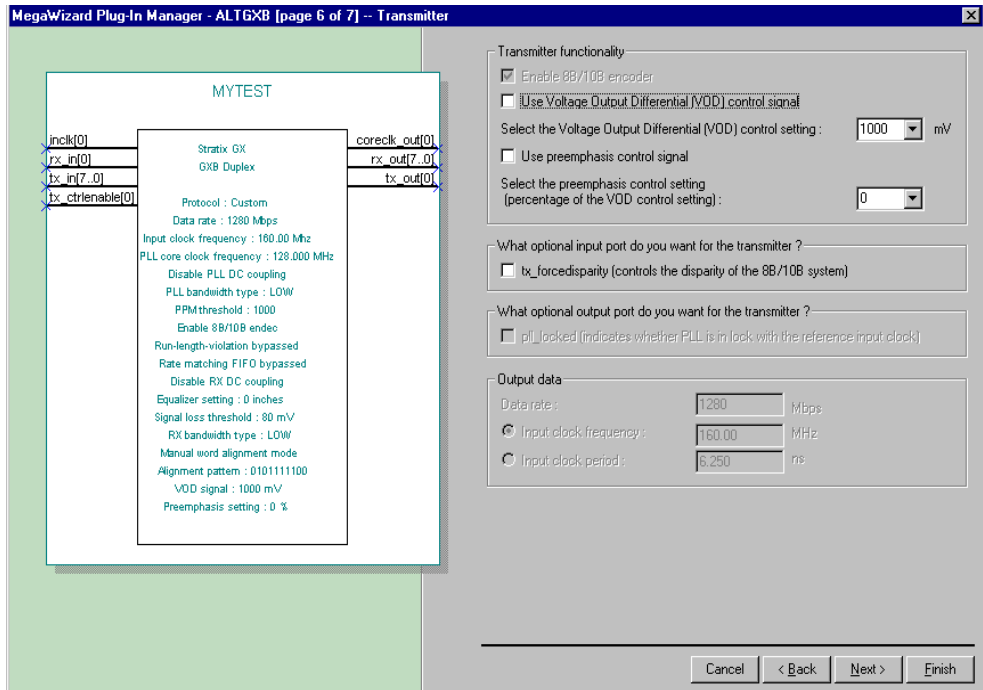 MegaWizard Plug-In Manager - ALTGXB [page 6 of 7] -- Transmitter
MYTEST
inclk[0]
rx_in[0]
tx_in[7..0]
tx_ctrlenable[0]
coreclk_out[0]
rx_out[7..0]
tx_out[0]
Stratix GX
GXB Duplex
Protocol : Custom
Data rate : 1280 Mbps
Input clock frequency : 160.00 Mhz
PLL core clock frequency : 128.000 MHz
Disable PLL DC coupling
PLL bandwidth type : LOW
PPM threshold : 1000
Enable 8B/10B endec
Run-length-violation bypassed
Rate matching FIFO bypassed
Disable RX DC coupling
Equalizer setting : 0 inches
Signal loss threshold : 80 mV
RX bandwidth type : LOW
Manual word alignment mode
Alignment pattern : 0101111100
VOD signal : 1000 mV
Preemphasis setting : 0 %
Transmitter functionality
Enable 8B/10B encoder
Use Voltage Output Differential (VOD) control signal
Select the Voltage Output Differential (VOD) control setting : 1000 mV
Use preemphasis control signal
Select the preemphasis control setting
(percentage of the VOD control setting) : 0
What optional input port do you want for the transmitter ?
tx_forcedisparity (controls the disparity of the 8B/10B system)
What optional output port do you want for the transmitter ?
pll_locked (indicates whether PLL is in lock with the reference input clock)
Output data
Data rate : 1280 Mbps
Input clock frequency : 160.00 MHz
Input clock period : 6.250 ns
Cancel < Back Next > Finish